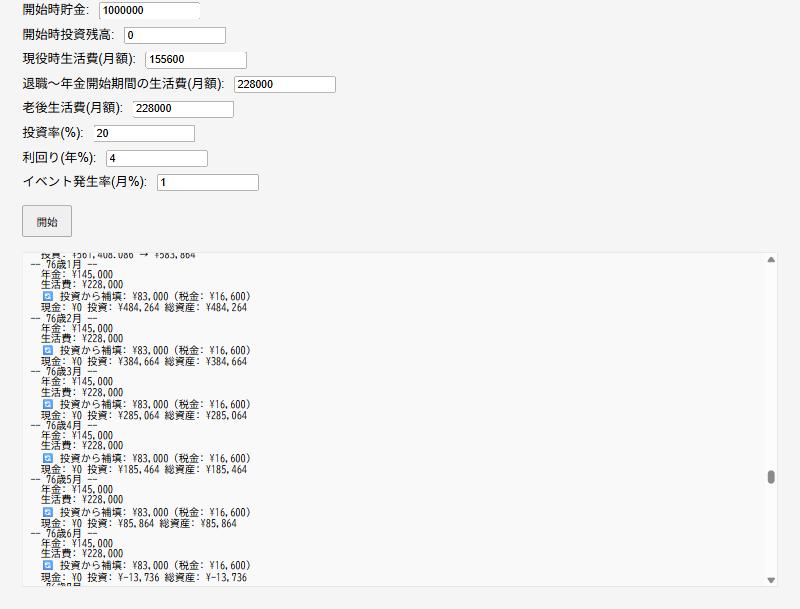 開始時貯金: 1000000
開始時投資残高: 0
現役時生活費(月額): 155600
退職～年金開始期間の生活費(月額): 228000
老後生活費(月額): 228000
投資率(%): 20
利回り(年%): 4
イベント発生率(月%): 1
開始
投資: ¥561,408.086 → ¥583,864
-- 76歳1月 --
年金: ¥145,000
生活費: ¥228,000
投資から補填: ¥83,000（税金: ¥16,600）
現金: ¥0 投資: ¥484,264 総資産: ¥484,264
-- 76歳2月 --
年金: ¥145,000
生活費: ¥228,000
投資から補填: ¥83,000（税金: ¥16,600）
現金: ¥0 投資: ¥384,664 総資産: ¥384,664
-- 76歳3月 --
年金: ¥145,000
生活費: ¥228,000
投資から補填: ¥83,000（税金: ¥16,600）
現金: ¥0 投資: ¥285,064 総資産: ¥285,064
-- 76歳4月 --
年金: ¥145,000
生活費: ¥228,000
投資から補填: ¥83,000（税金: ¥16,600）
現金: ¥0 投資: ¥185,464 総資産: ¥185,464
-- 76歳5月 --
年金: ¥145,000
生活費: ¥228,000
投資から補填: ¥83,000（税金: ¥16,600）
現金: ¥0 投資: ¥85,864 総資産: ¥85,864
-- 76歳6月 --
年金: ¥145,000
生活費: ¥228,000
投資から補填: ¥83,000（税金: ¥16,600）
現金: ¥0 投資: ¥-13,736 総資産: ¥-13,736